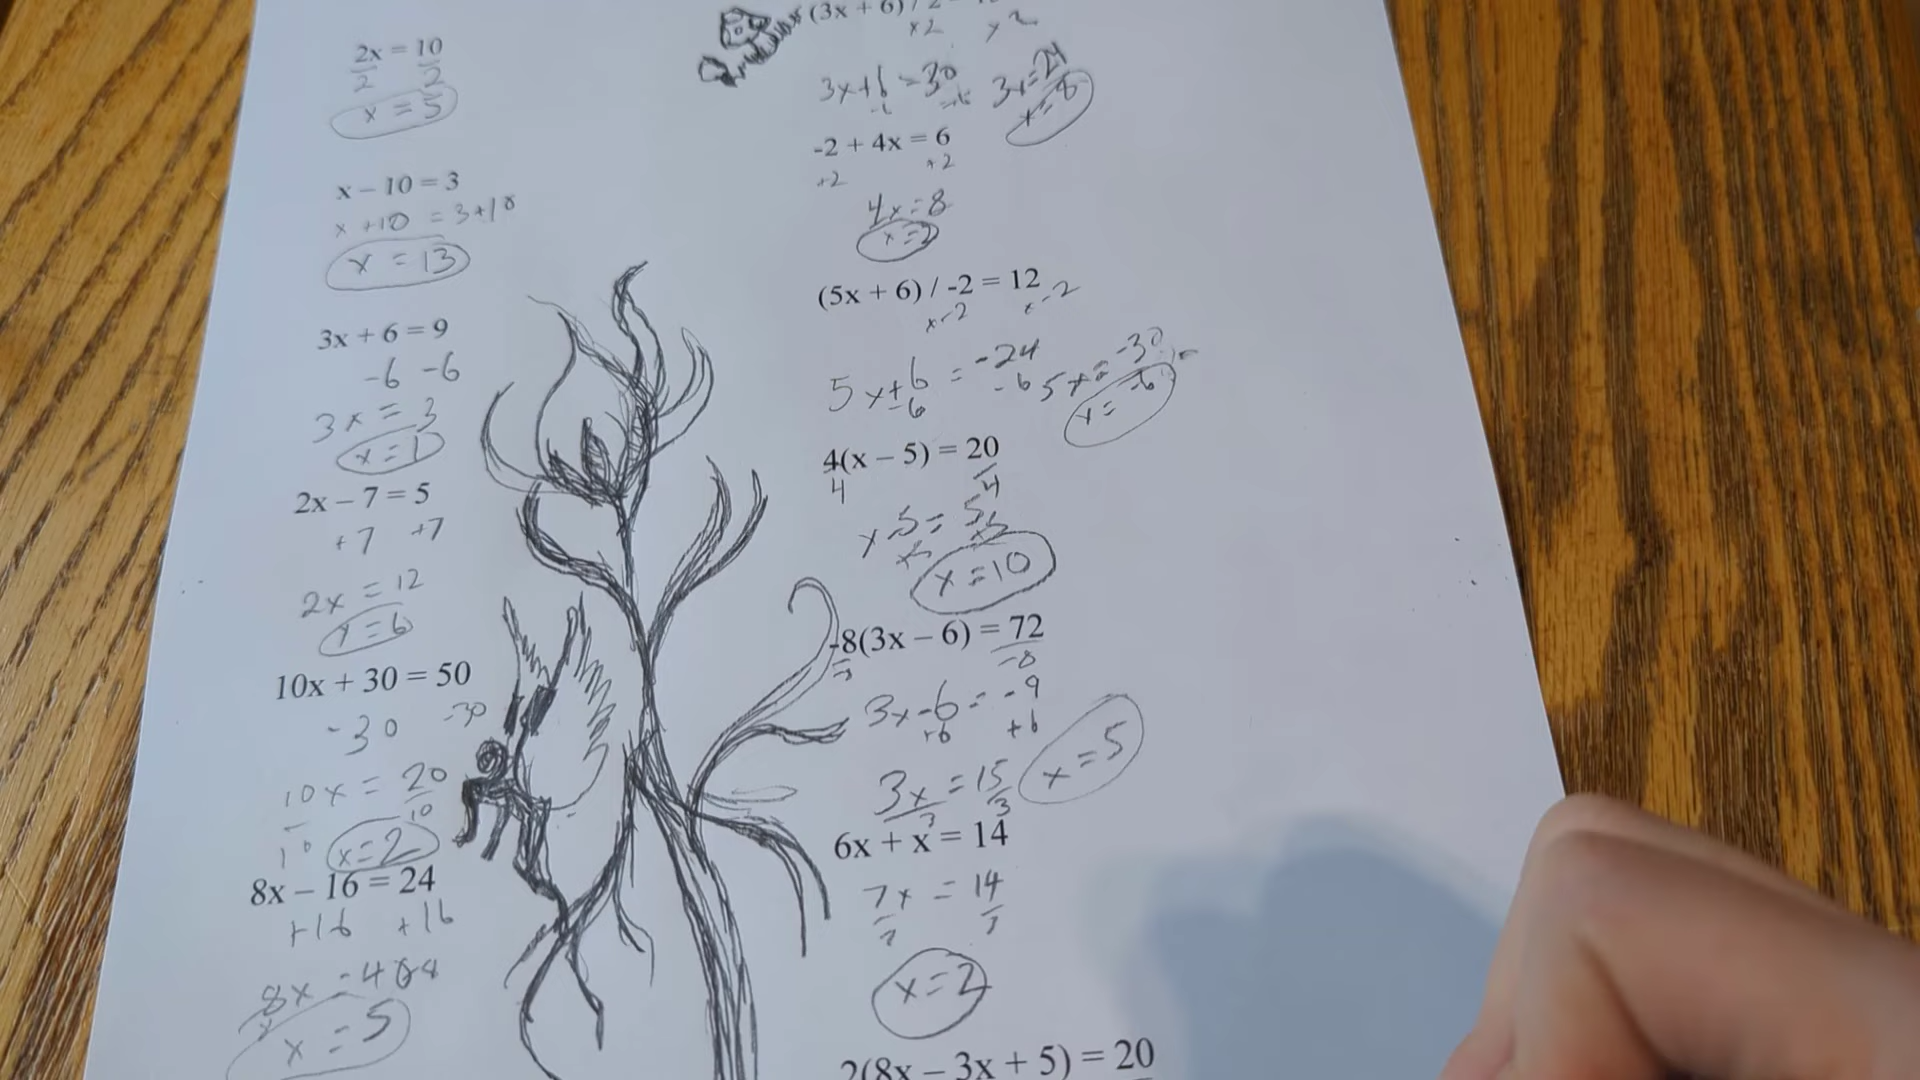 2x = 10
2 2
x = 5
x – 10 = 3
x +10 = 3+10
x = 13
3x + 6 = 9
-6 -6
3x = 3
x = 1
2x – 7 = 5
+7 +7
2x = 12
x = 6
10x + 30 = 50
-30 -30
10x = 20
10 10
x = 2
8x – 16 = 24
+16 +16
8x = 40
x = 5
(3x + 6) / 2
x2 x2
3x+6 = 30
-6 -6
3x = 24
x = 8
-2 + 4x = 6
+2 +2
4x = 8
x = 2
(5x + 6) / -2 = 12
x-2 x-2
5x+6 = -24
-6 -6
5x = -30
x = -6
4(x – 5) = 20
4 4
x-5 = 5
+5 +5
x = 10
-8(3x – 6) = 72
-8
3x-6 = -9
+6 +6
3x = 15
3 3
x = 5
6x + x = 14
7x = 14
7 7
x = 2
2(8x – 3x + 5) = 20